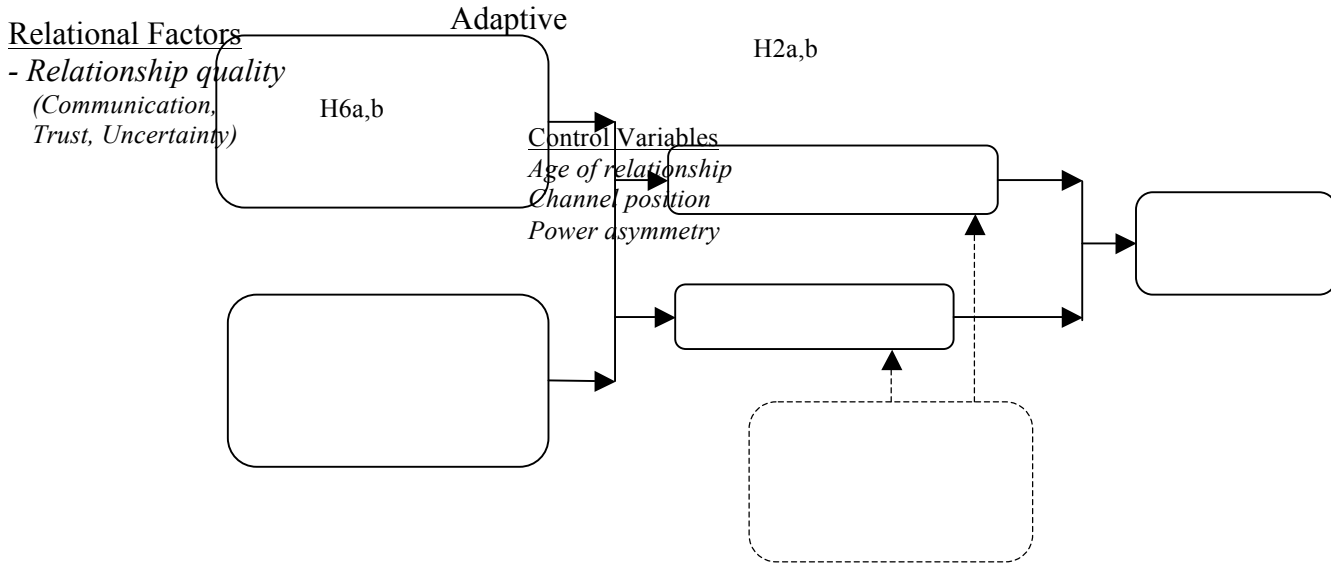 Adaptive
Relational Factors
- Relationship quality
(Communication,
Trust, Uncertainty)
H6a,b
H2a,b
Control Variables
Age of relationship
Channel position
Power asymmetry